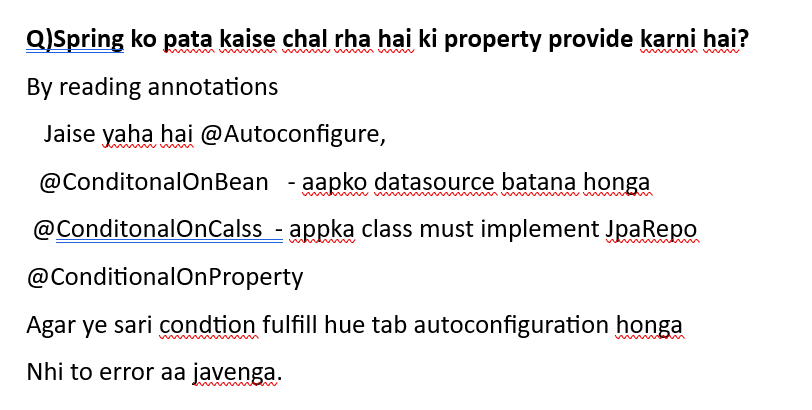 Q)Spring ko pata kaise chal rha hai ki property provide karni hai?
By reading annotations
Jaise yaha hai @Autoconfigure,
@ConditonalOnBean - aapko datasource batana honga
@ConditonalOnCalss - appka class must implement JpaRepo
@ConditionalOnProperty
Agar ye sari condtion fulfill hue tab autoconfiguration honga
Nhi to error aa javenga.